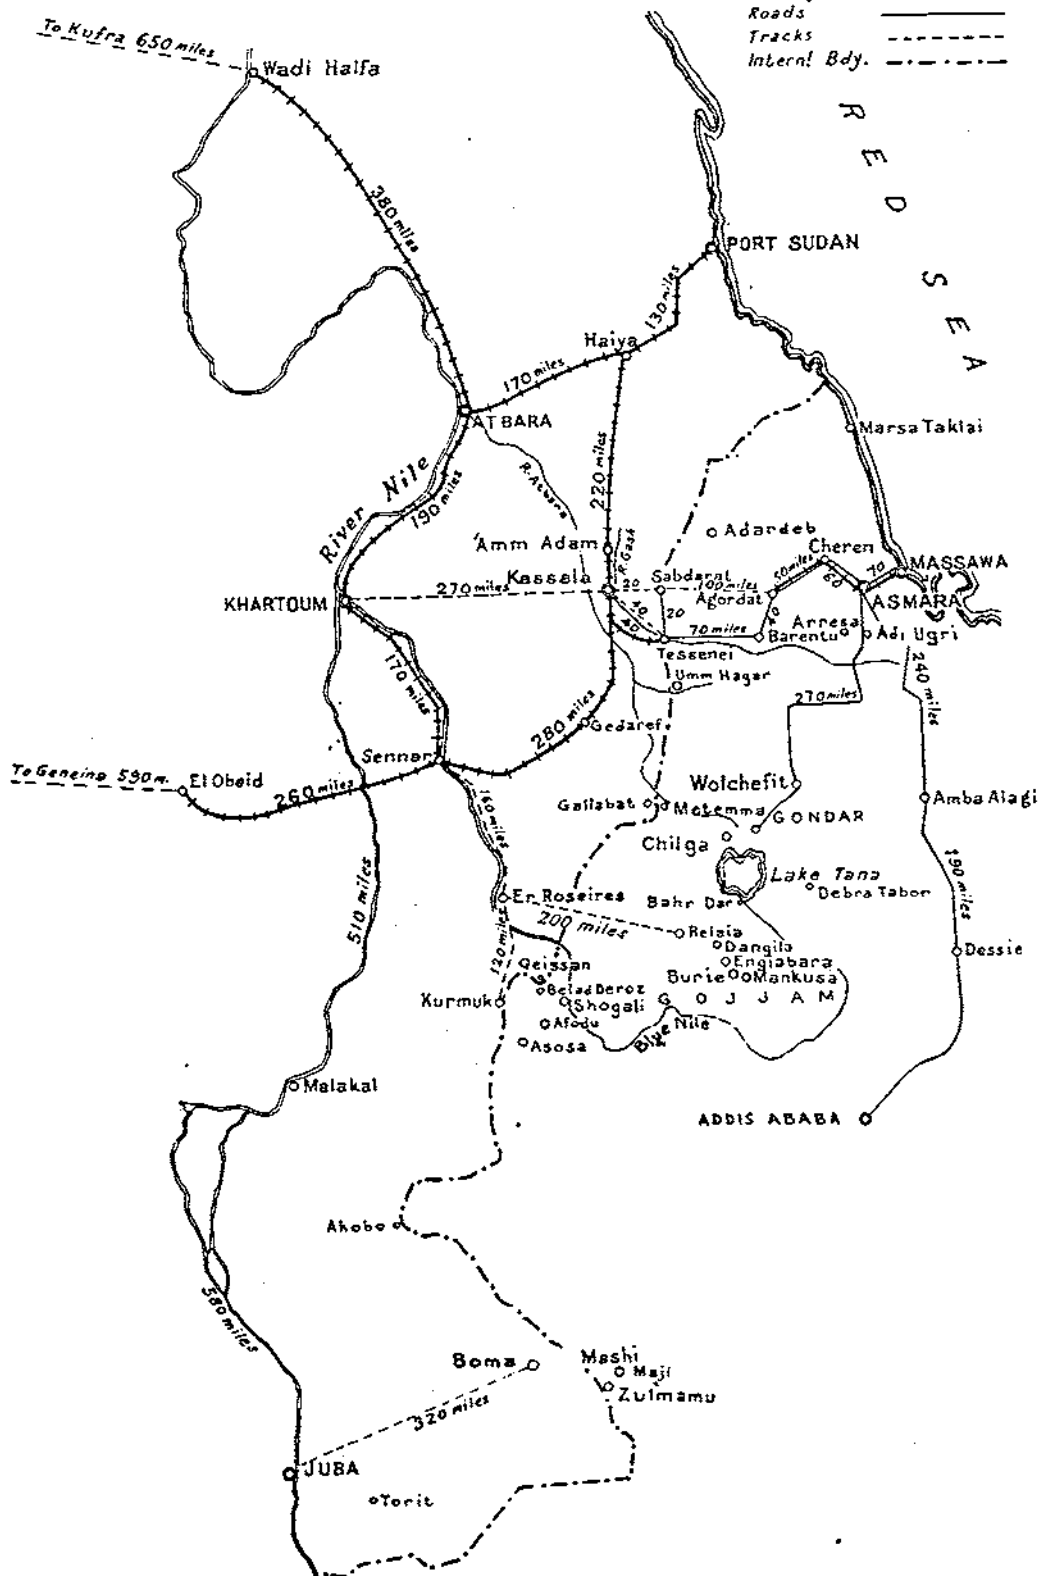 Roads
Tracks
Internl Bdy.
To Kufra 650 miles
Wadi Halfa
RED SEA
380 miles
PORT SUDAN
130 miles
Haiya
170 miles
ATBARA
Marsa Taklai
River Nile
190 miles
R. Atbara
220 miles
Adardeb
'Amm Adam
R. Gash
Cheren
MASSAWA
Kassala
20
Sabdarat
100 miles
50 miles
60
70
KHARTOUM
270 miles
Agordat
ASMARA
30
20
40
40
70 miles
Barentu
Arresa
Adi Ugri
Tessenei
170 miles
Umm Hagar
240 miles
270 miles
280 miles
Gedaref
Sennar
To Geneina 590 m.
El Obeid
260 miles
160 miles
Wolchefit
Gallabat
Metemma
GONDAR
Amba Alagi
Chilga
Lake Tana
Debra Tabor
190 miles
510 miles
Er Roseires
Bahr Dar
200 miles
Relaia
Dangila
Dessie
120 miles
Geissan
Engiabara
Burie
Mankusa
Belad Deroz
Kurmuk
Shogali
GOJJAM
Afodu
Blue Nile
Asosa
Malakal
ADDIS ABABA
Akobo
580 miles
Boma
Mashi
Maji
Zulmamu
320 miles
JUBA
Torit